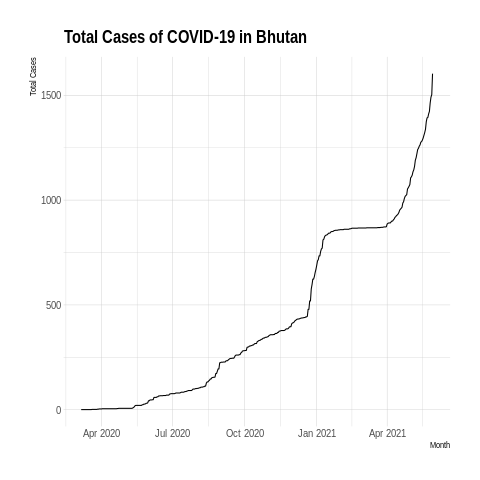 Total Cases of COVID-19 in Bhutan
Total Cases
1500
1000
500
0
Apr 2020 Jul 2020 Oct 2020 Jan 2021 Apr 2021
Month